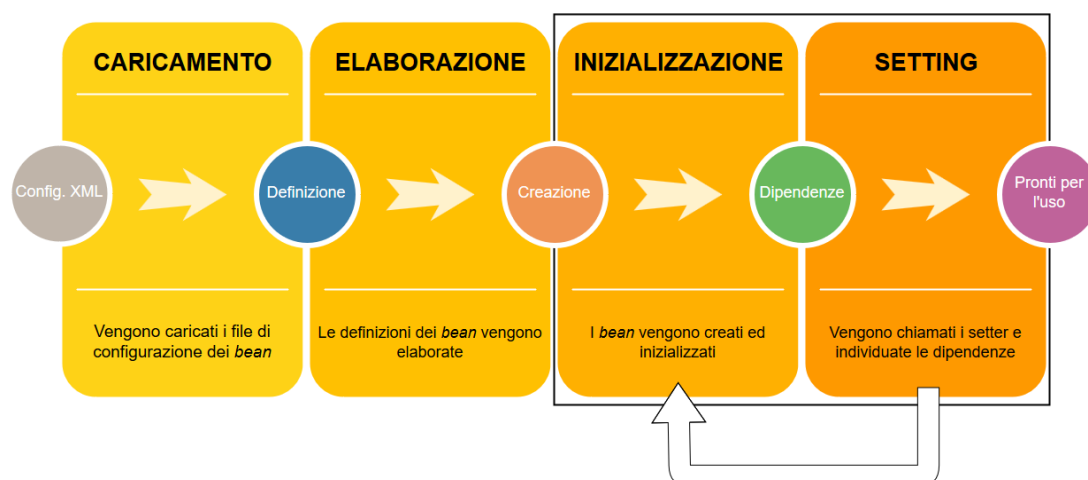 CARICAMENTO
ELABORAZIONE
INIZIALIZZAZIONE
SETTING
Config. XML
Definizione
Creazione
Dipendenze
Pronti per
l'uso
Vengono caricati i file di
configurazione dei bean
Le definizioni dei bean vengono
elaborate
I bean vengono creati ed
inizializzati
Vengono chiamati i setter e
individuate le dipendenze